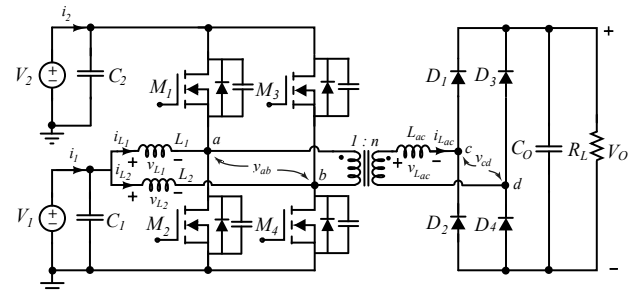 i2
V2
C2
M1
M3
1 : n
Lac
iLac
D1
D3
+
iL1
L1
a
i1
vL1
iL2
L2
vab
b
vLac
c
vcd
d
CO
RL
VO
V1
C1
vL2
M2
M4
D2
D4
−